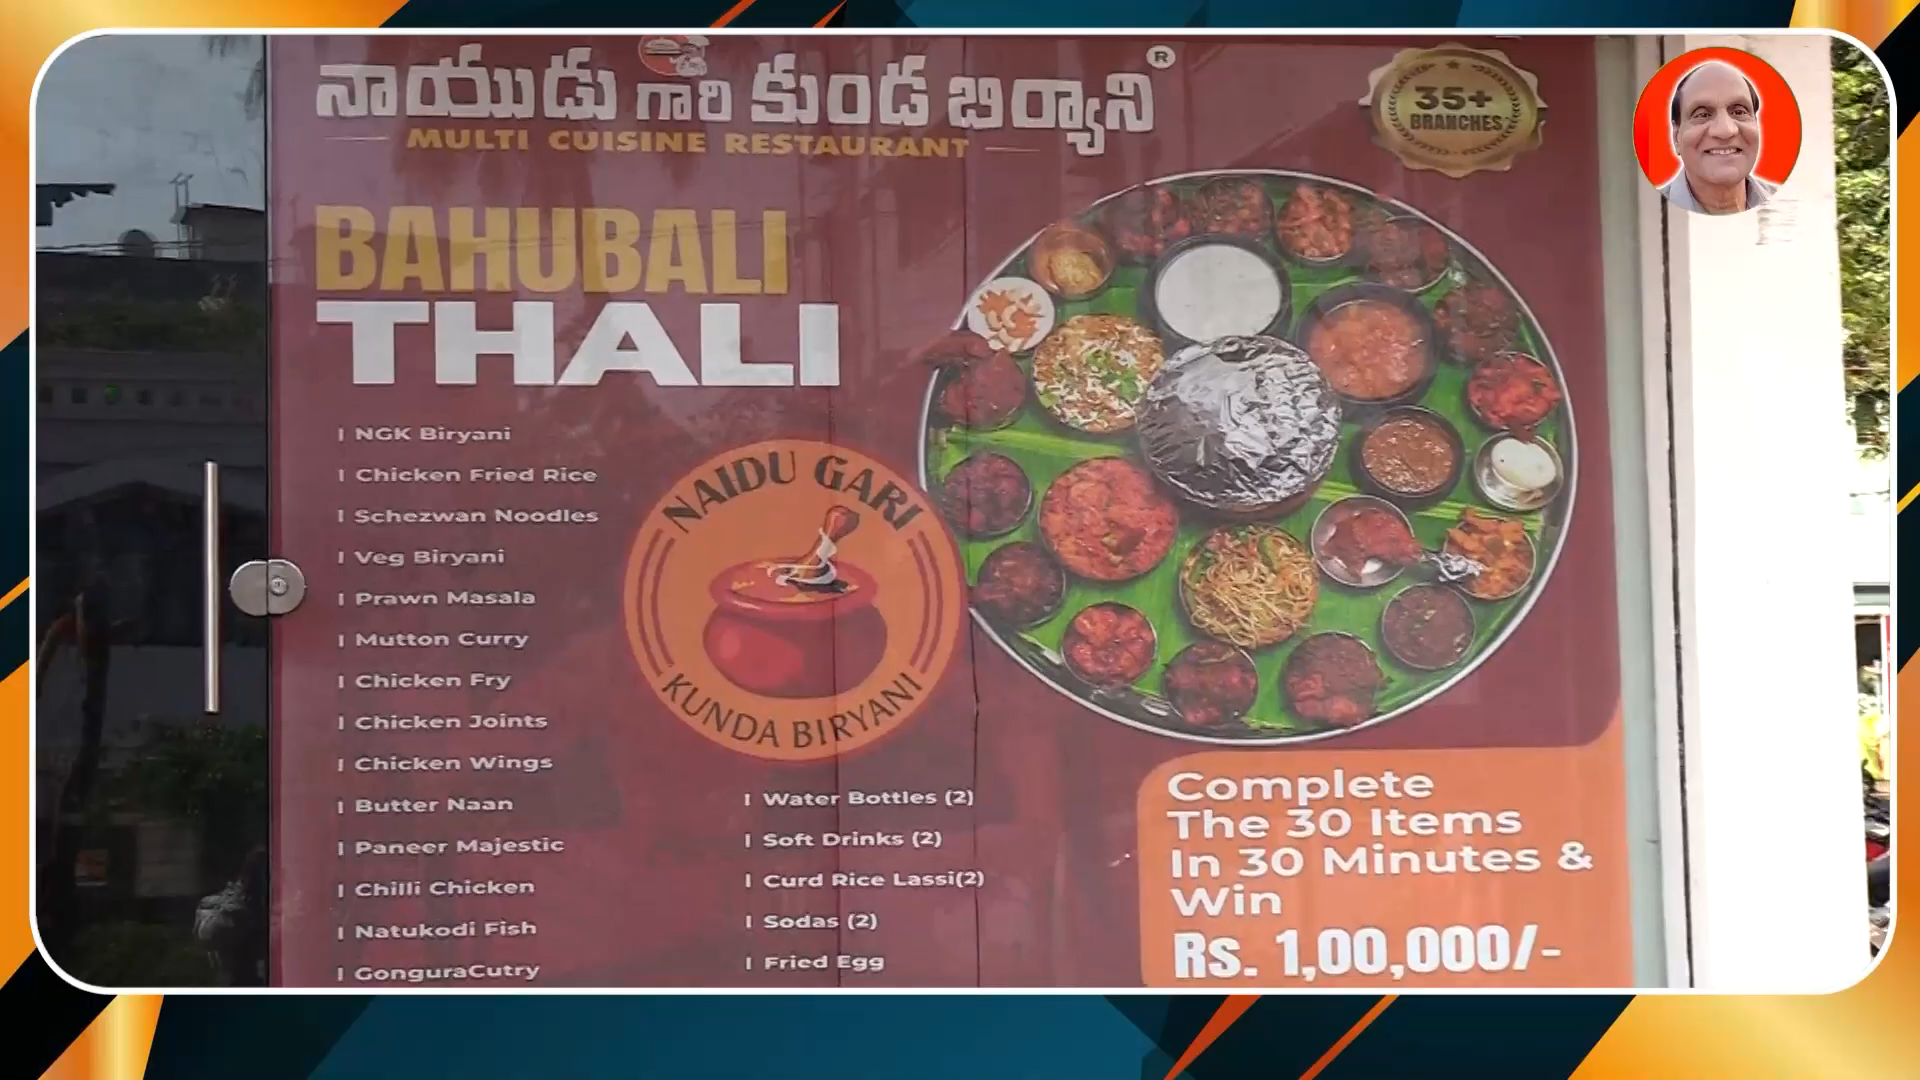 నాయుడు గారి కుండ బిర్యాని ®
MULTI CUISINE RESTAURANT
35+
BRANCHES
BAHUBALI
THALI
| NGK Biryani
| Chicken Fried Rice
| Schezwan Noodles
| Veg Biryani
| Prawn Masala
| Mutton Curry
| Chicken Fry
| Chicken Joints
| Chicken Wings
| Butter Naan
| Paneer Majestic
| Chilli Chicken
| Natukodi Fish
| GonguraCutry
NAIDU GARI
KUNDA BIRYANI
| Water Bottles (2)
| Soft Drinks (2)
| Curd Rice Lassi(2)
| Sodas (2)
| Fried Egg
Complete
The 30 Items
In 30 Minutes &
Win
Rs. 1,00,000/-